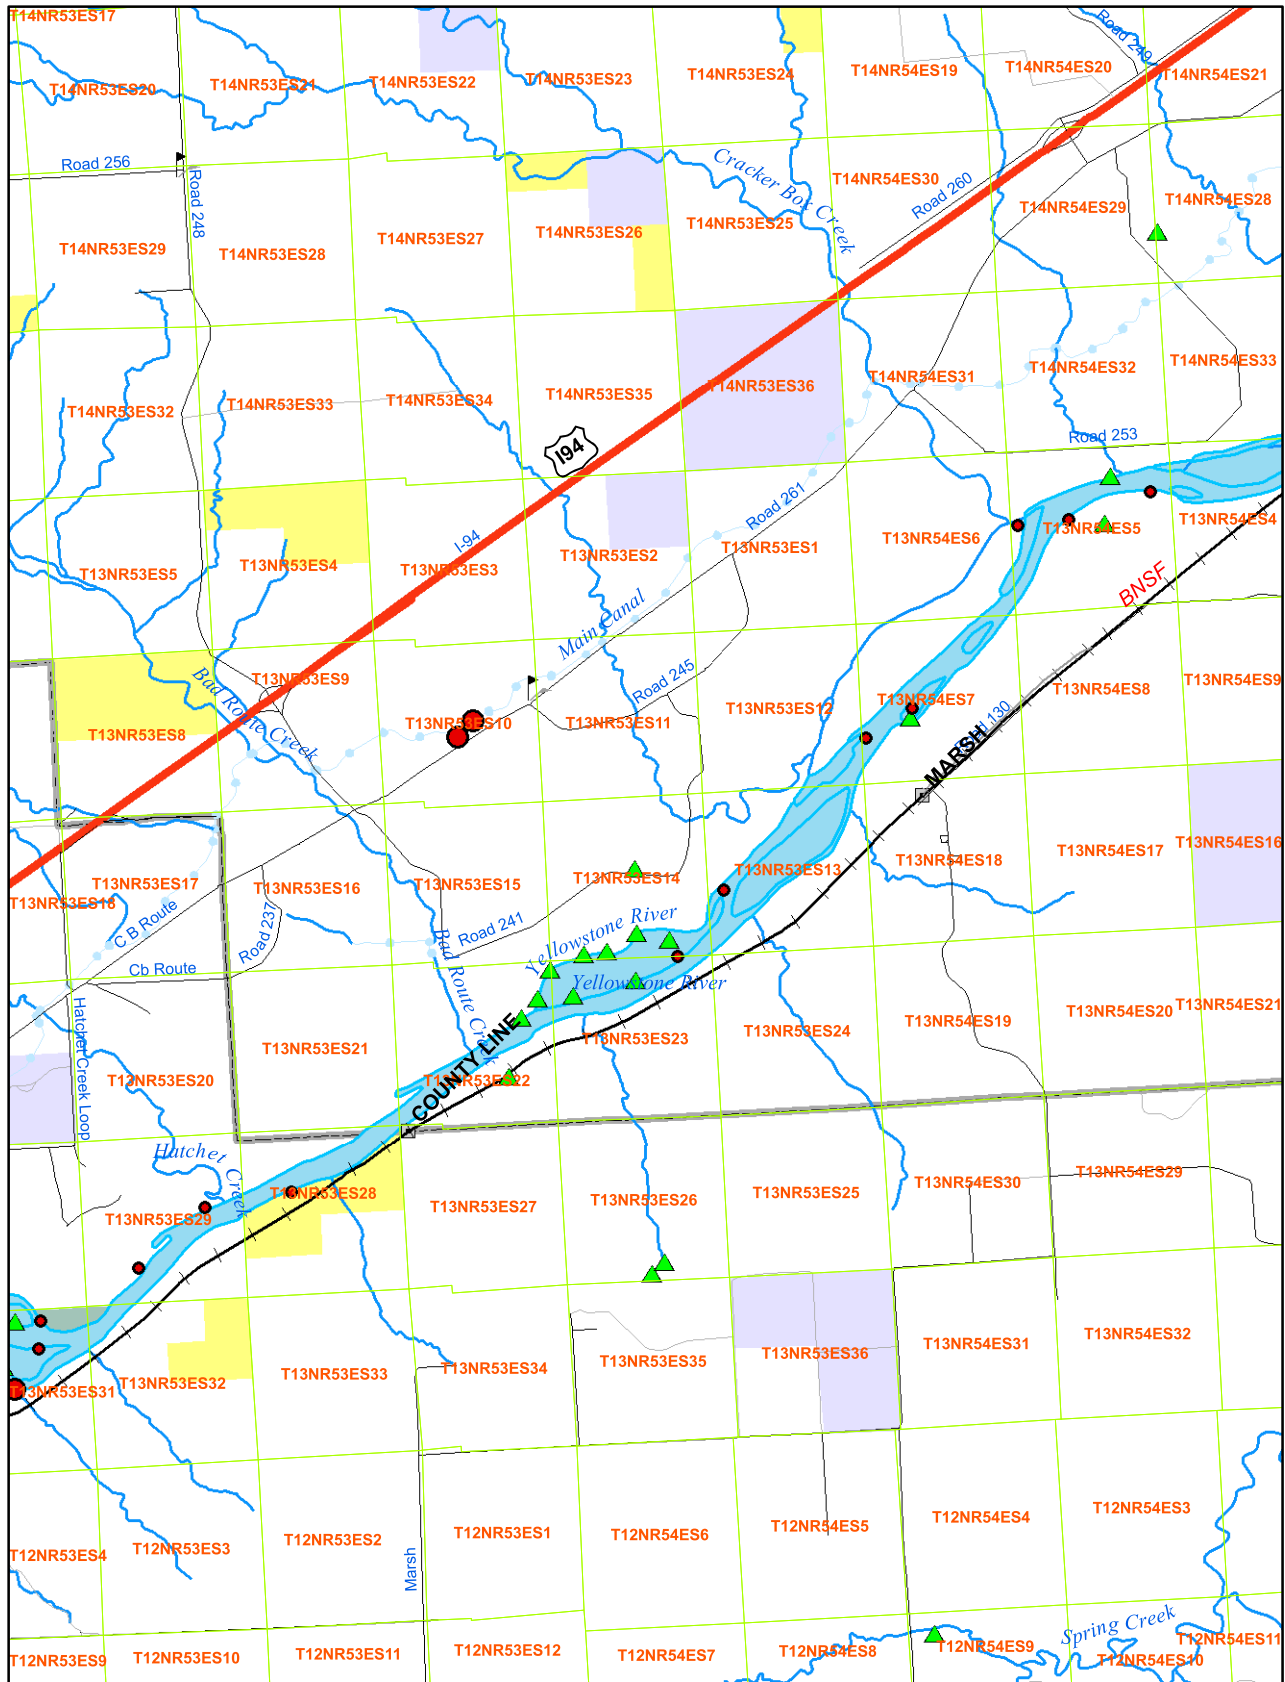 T14NR53ES17
T14NR53ES20
T14NR53ES21
T14NR53ES22
T14NR53ES23
T14NR53ES24
T14NR54ES19
T14NR54ES20
T14NR54ES21
Road 249
Road 256
Road 248
Cracker Box Creek
Road 260
T14NR53ES29
T14NR53ES28
T14NR53ES27
T14NR53ES26
T14NR53ES25
T14NR54ES30
T14NR54ES29
T14NR54ES28
T14NR53ES32
T14NR53ES33
T14NR53ES34
T14NR53ES35
T14NR53ES36
T14NR54ES31
T14NR54ES32
T14NR54ES33
I94
Road 253
Road 261
I-94
T13NR53ES5
T13NR53ES4
T13NR53ES3
T13NR53ES2
T13NR53ES1
T13NR54ES6
T13NR54ES5
T13NR54ES4
BNSF
Main Canal
Road 245
Bad Route Creek
T13NR53ES8
T13NR53ES9
T13NR53ES10
T13NR53ES11
T13NR53ES12
T13NR54ES7
T13NR54ES8
T13NR54ES9
MARSH
T13NR53ES18
T13NR53ES17
T13NR53ES16
T13NR53ES15
T13NR53ES14
T13NR53ES13
T13NR54ES18
T13NR54ES17
T13NR54ES16
C B Route
Road 237
Road 241
Cb Route
Bad Route Creek
Yellowstone River
Yellowstone River
Hatchet Creek Loop
T13NR53ES20
T13NR53ES21
T13NR53ES22
T13NR53ES23
T13NR53ES24
T13NR54ES19
T13NR54ES20
T13NR54ES21
COUNTY LINE
Hatchet Creek
T13NR53ES29
T13NR53ES28
T13NR53ES27
T13NR53ES26
T13NR53ES25
T13NR54ES30
T13NR54ES29
T13NR53ES31
T13NR53ES32
T13NR53ES33
T13NR53ES34
T13NR53ES35
T13NR53ES36
T13NR54ES31
T13NR54ES32
T12NR53ES4
T12NR53ES3
T12NR53ES2
T12NR53ES1
T12NR54ES6
T12NR54ES5
T12NR54ES4
T12NR54ES3
Marsh
Spring Creek
T12NR53ES9
T12NR53ES10
T12NR53ES11
T12NR53ES12
T12NR54ES7
T12NR54ES8
T12NR54ES9
T12NR54ES10
T12NR54ES11